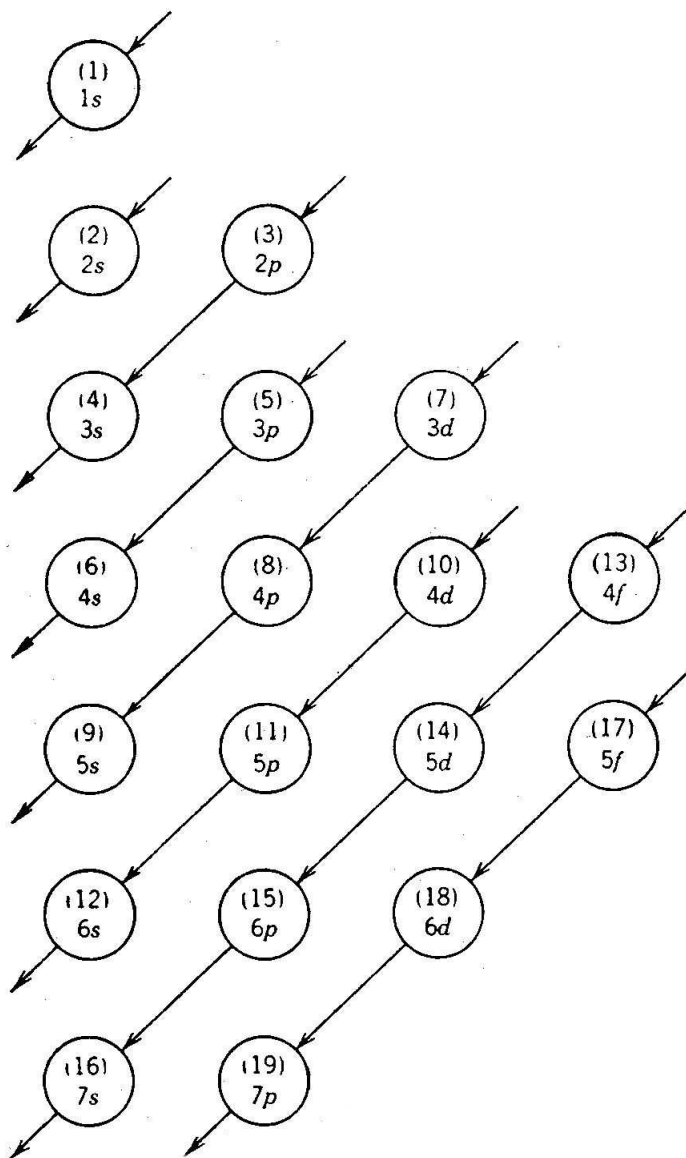 (1)
1s
(2)
2s
(3)
2p
(4)
3s
(5)
3p
(7)
3d
(6)
4s
(8)
4p
(10)
4d
(13)
4f
(9)
5s
(11)
5p
(14)
5d
(17)
5f
(12)
6s
(15)
6p
(18)
6d
(16)
7s
(19)
7p